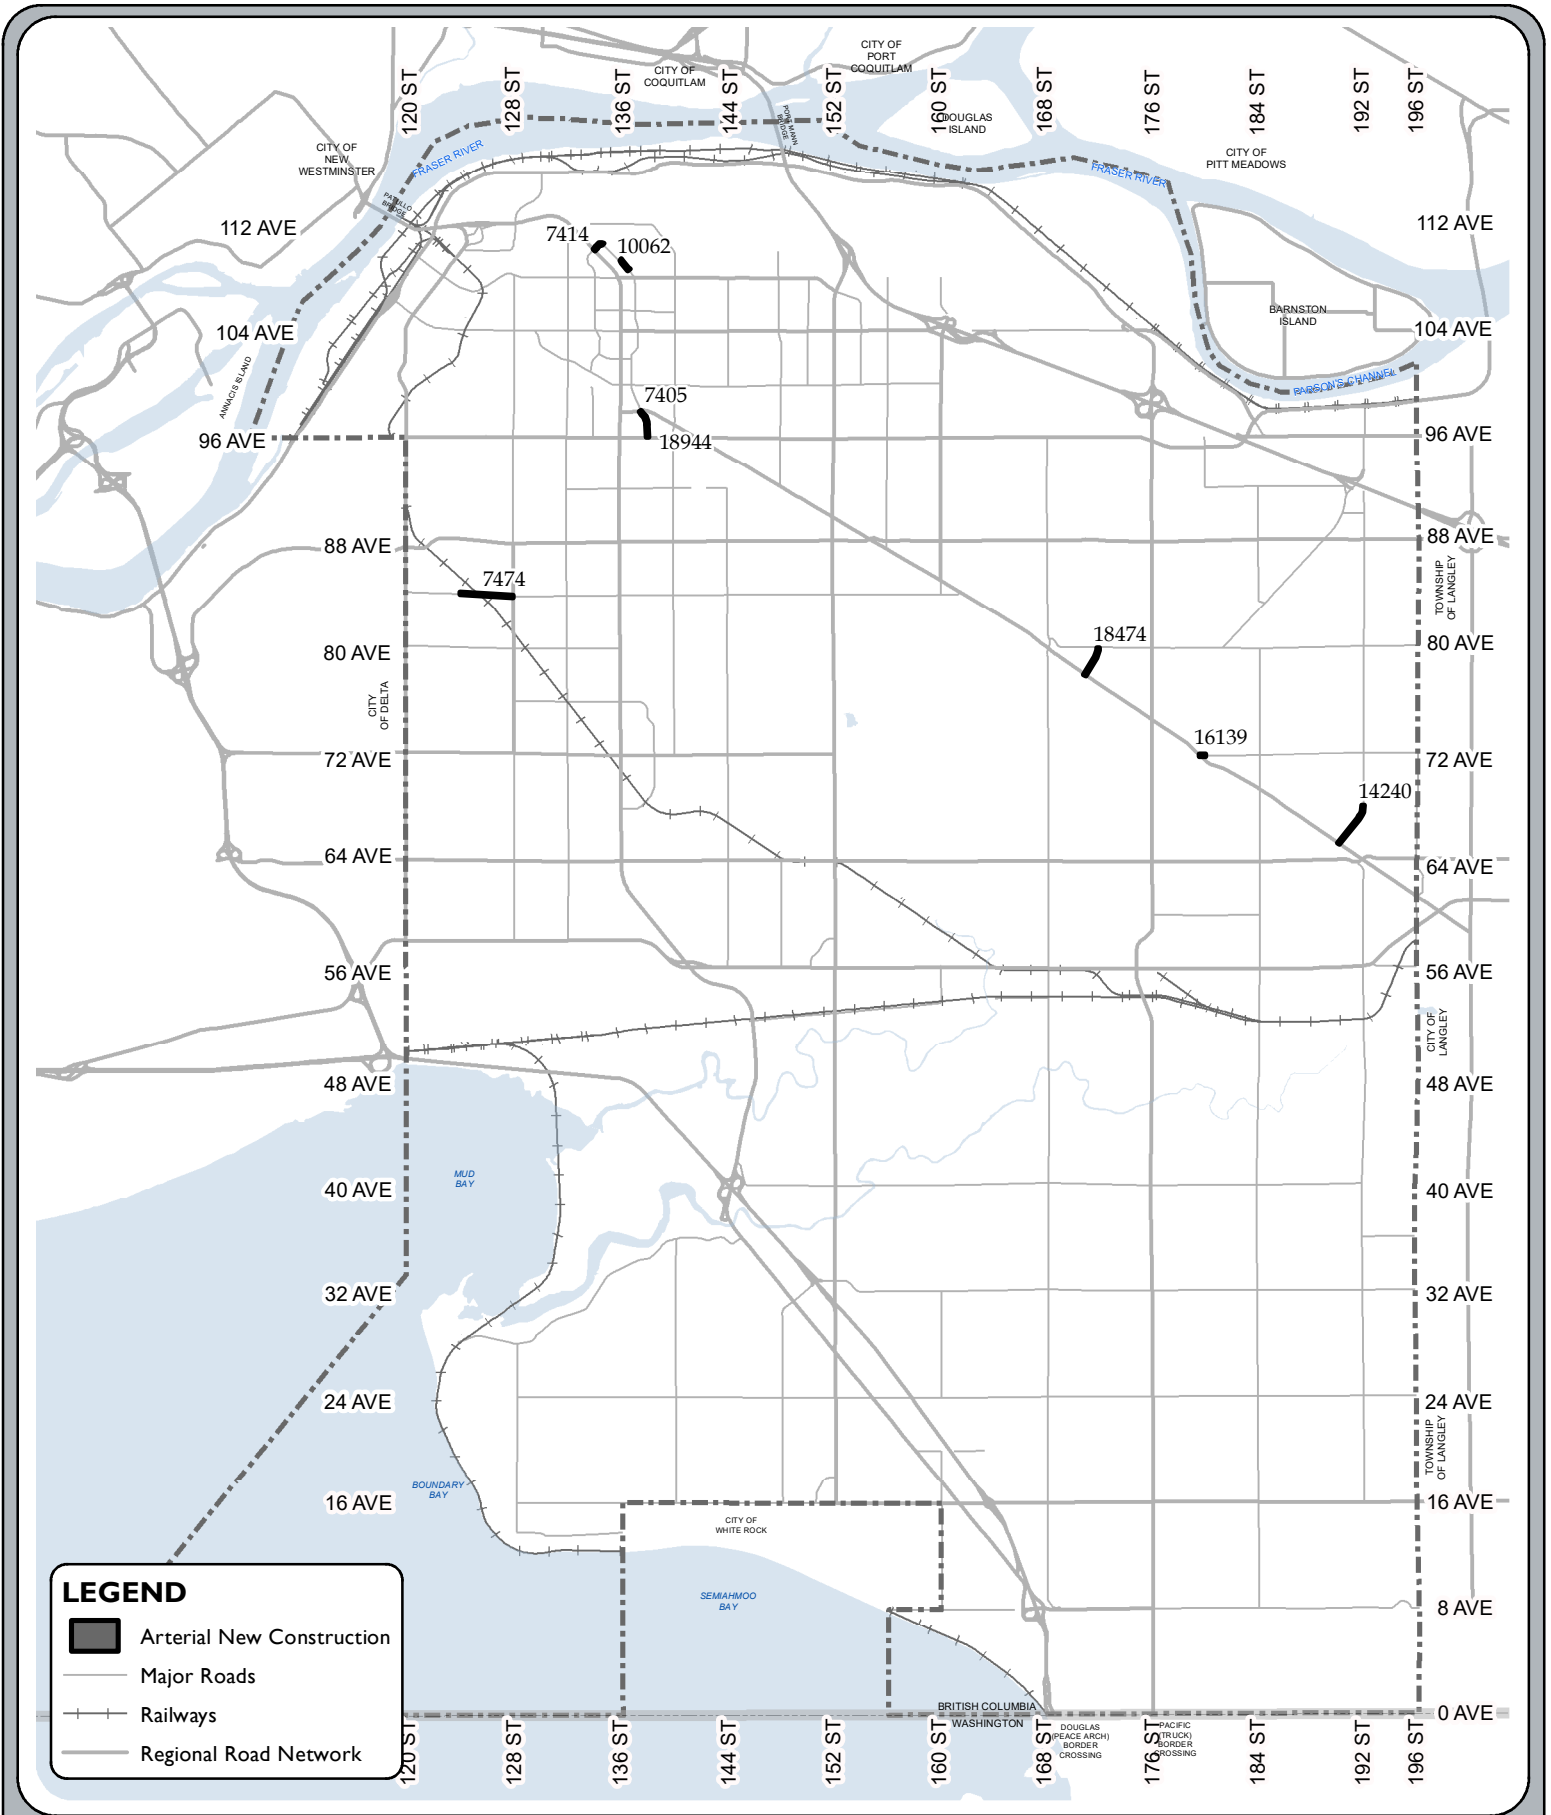 CITY OF
PORT
COQUITLAM
CITY OF
COQUITLAM
120 ST
128 ST
136 ST
144 ST
152 ST
160 ST
168 ST
176 ST
184 ST
192 ST
196 ST
PORT MANN
BRIDGE
DOUGLAS
ISLAND
CITY OF
NEW
WESTMINSTER
FRASER RIVER
CITY OF
PITT MEADOWS
FRASER RIVER
PATULLO
BRIDGE
112 AVE
112 AVE
7414
10062
BARNSTON
ISLAND
104 AVE
104 AVE
ANNACIS ISLAND
PARSON'S CHANNEL
7405
96 AVE
18944
96 AVE
88 AVE
88 AVE
7474
TOWNSHIP
OF LANGLEY
18474
80 AVE
80 AVE
CITY
OF DELTA
16139
72 AVE
72 AVE
14240
64 AVE
64 AVE
56 AVE
56 AVE
CITY OF
LANGLEY
48 AVE
48 AVE
MUD
BAY
40 AVE
40 AVE
32 AVE
32 AVE
24 AVE
24 AVE
TOWNSHIP
OF LANGLEY
BOUNDARY
BAY
16 AVE
16 AVE
CITY OF
WHITE ROCK
SEMIAHMOO
BAY
8 AVE
LEGEND
Arterial New Construction
Major Roads
Railways
Regional Road Network
BRITISH COLUMBIA
WASHINGTON
0 AVE
DOUGLAS
(PEACE ARCH)
BORDER
CROSSING
PACIFIC
(TRUCK)
BORDER
CROSSING
120 ST
128 ST
136 ST
144 ST
152 ST
160 ST
168 ST
176 ST
184 ST
192 ST
196 ST